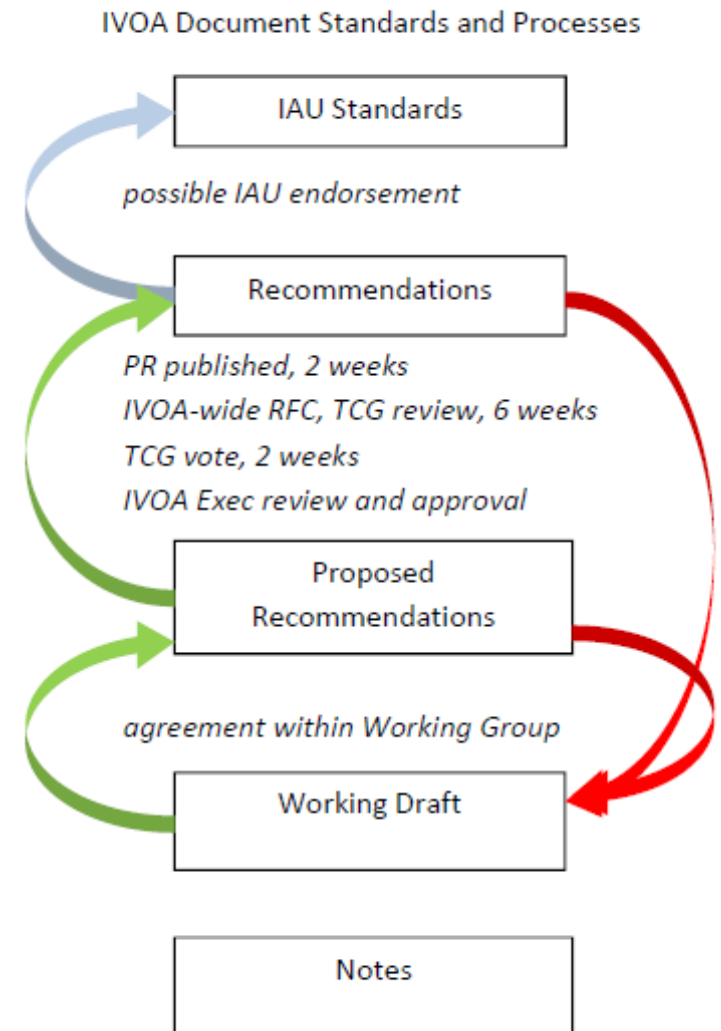 IVOA Document Standards and Processes
IAU Standards
possible IAU endorsement
Recommendations
PR published, 2 weeks
IVOA-wide RFC, TCG review, 6 weeks
TCG vote, 2 weeks
IVOA Exec review and approval
Proposed
Recommendations
agreement within Working Group
Working Draft
Notes